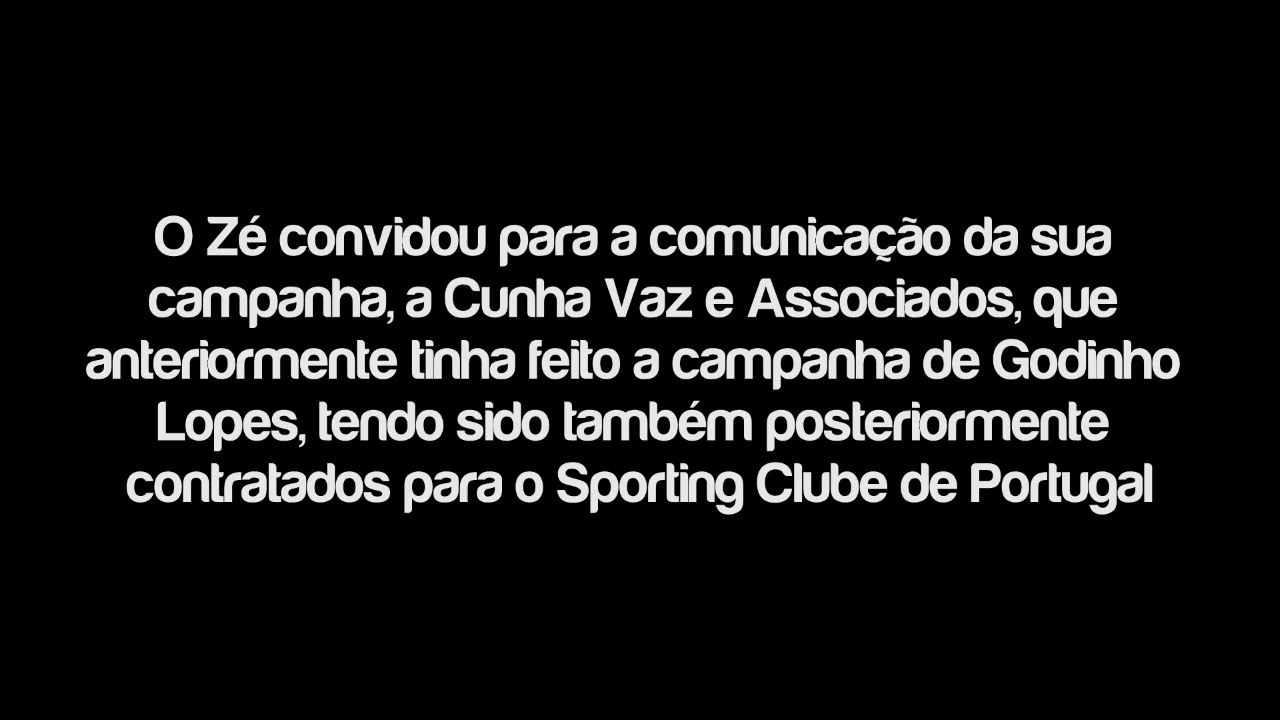 O Zé convidou para a comunicação da sua
campanha, a Cunha Vaz e Associados, que
anteriormente tinha feito a campanha de Godinho
Lopes, tendo sido também posteriormente
contratados para o Sporting Clube de Portugal